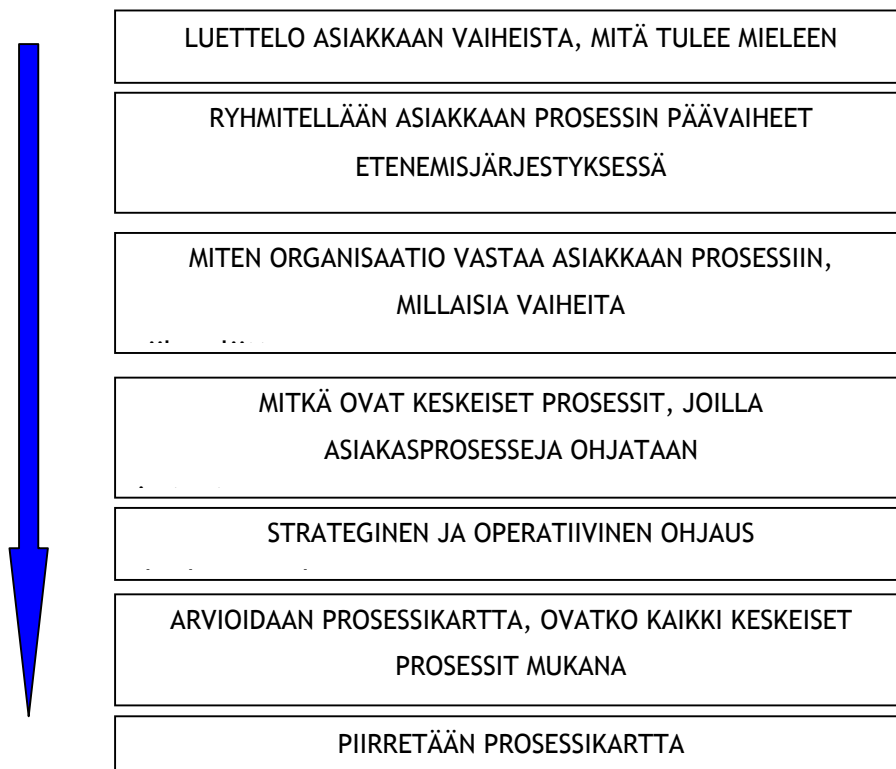 LUETTELO ASIAKKAAN VAIHEISTA, MITÄ TULEE MIELEEN
RYHMITELLÄÄN ASIAKKAAN PROSESSIN PÄÄVAIHEET
ETENEMISJÄRJESTYKSESSÄ
MITEN ORGANISAATIO VASTAA ASIAKKAAN PROSESSIIN,
MILLAISIA VAIHEITA
MITKÄ OVAT KESKEISET PROSESSIT, JOILLA
ASIAKASPROSESSEJA OHJATAAN
STRATEGINEN JA OPERATIIVINEN OHJAUS
ARVIOIDAAN PROSESSIKARTTA, OVATKO KAIKKI KESKEISET
PROSESSIT MUKANA
PIIRRETÄÄN PROSESSIKARTTA